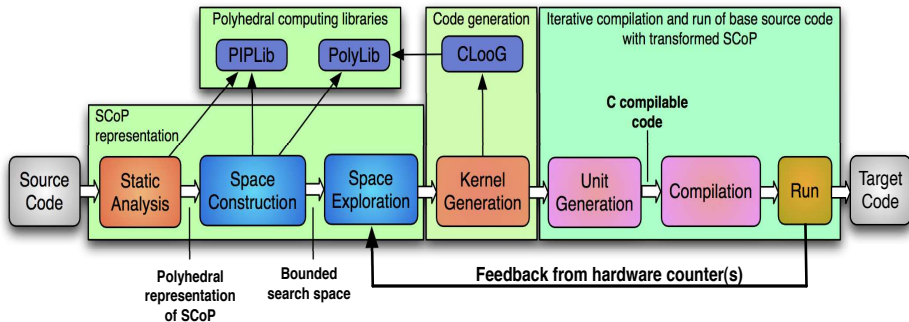 Polyhedral computing libraries
Code generation
Iterative compilation and run of base source code
with transformed SCoP
PIPLib
PolyLib
CLooG
SCoP
representation
C compilable
code
Source
Code
Static
Analysis
Space
Construction
Space
Exploration
Kernel
Generation
Unit
Generation
Compilation
Run
Target
Code
Polyhedral
representation
of SCoP
Bounded
search space
Feedback from hardware counter(s)